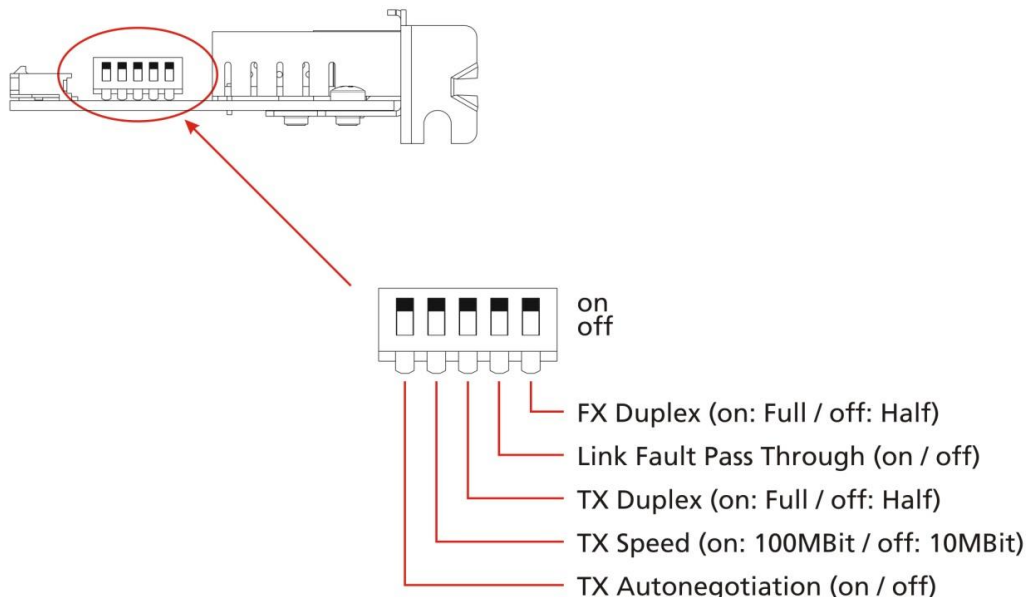 on
off
FX Duplex (on: Full / off: Half)
Link Fault Pass Through (on / off)
TX Duplex (on: Full / off: Half)
TX Speed (on: 100MBit / off: 10MBit)
TX Autonegotiation (on / off)